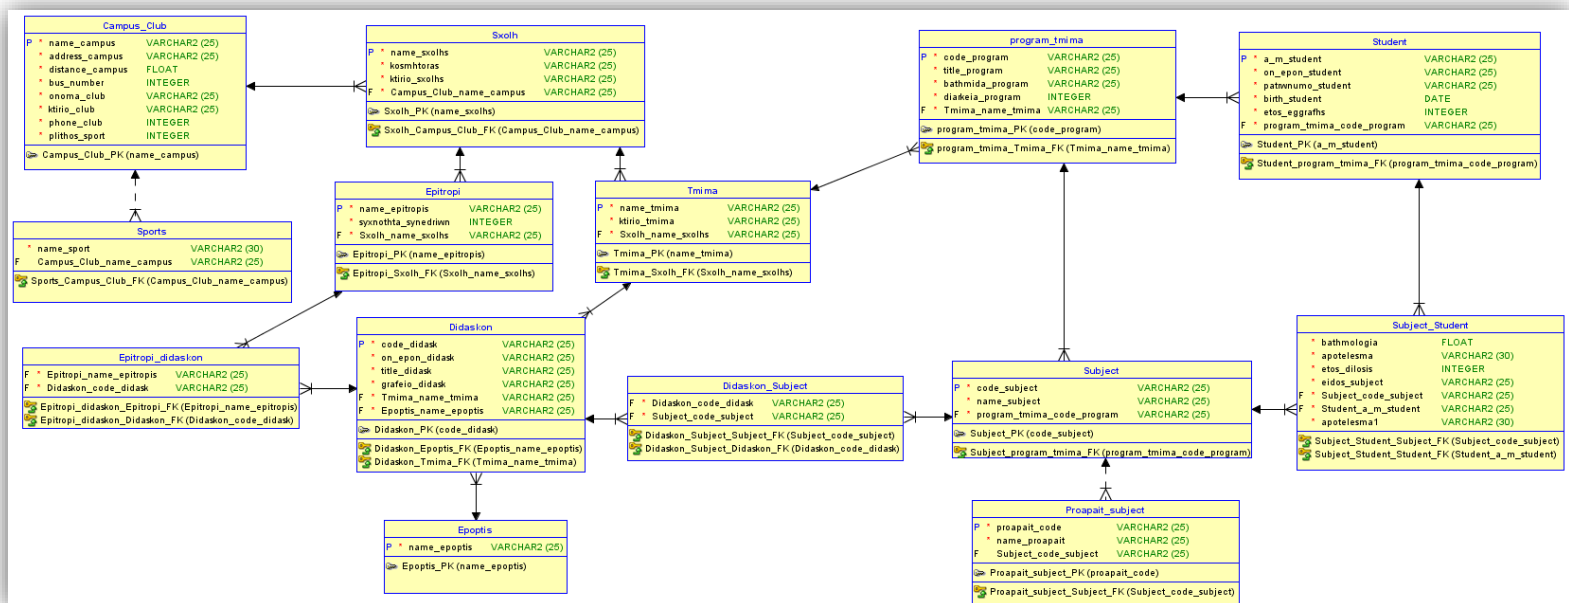 Campus_Club
P * name_campus VARCHAR2 (25)
* address_campus VARCHAR2 (25)
* distance_campus FLOAT
* bus_number INTEGER
* onoma_club VARCHAR2 (25)
* ktirio_club VARCHAR2 (25)
* phone_club INTEGER
* plithos_sport INTEGER
Campus_Club_PK (name_campus)
Sxolh
P * name_sxolhs VARCHAR2 (25)
* kosmhtoras VARCHAR2 (25)
* ktirio_sxolhs VARCHAR2 (25)
F * Campus_Club_name_campus VARCHAR2 (25)
Sxolh_PK (name_sxolhs)
Sxolh_Campus_Club_FK (Campus_Club_name_campus)
program_tmima
P * code_program VARCHAR2 (25)
* title_program VARCHAR2 (25)
* bathmida_program VARCHAR2 (25)
* diarkeia_program INTEGER
F * Tmima_name_tmima VARCHAR2 (25)
program_tmima_PK (code_program)
program_tmima_Tmima_FK (Tmima_name_tmima)
Student
P * a_m_student VARCHAR2 (25)
* on_epon_student VARCHAR2 (25)
* patwnumo_student VARCHAR2 (25)
* birth_student DATE
* etos_eggrafhs INTEGER
F * program_tmima_code_program VARCHAR2 (25)
Student_PK (a_m_student)
Student_program_tmima_FK (program_tmima_code_program)
Sports
* name_sport VARCHAR2 (30)
F Campus_Club_name_campus VARCHAR2 (25)
Sports_Campus_Club_FK (Campus_Club_name_campus)
Epitropi
P * name_epitropis VARCHAR2 (25)
* syxnothta_synedriwn INTEGER
F * Sxolh_name_sxolhs VARCHAR2 (25)
Epitropi_PK (name_epitropis)
Epitropi_Sxolh_FK (Sxolh_name_sxolhs)
Tmima
P * name_tmima VARCHAR2 (25)
* ktirio_tmima VARCHAR2 (25)
F * Sxolh_name_sxolhs VARCHAR2 (25)
Tmima_PK (name_tmima)
Tmima_Sxolh_FK (Sxolh_name_sxolhs)
Epitropi_didaskon
F * Epitropi_name_epitropis VARCHAR2 (25)
F * Didaskon_code_didask VARCHAR2 (25)
Epitropi_didaskon_Epitropi_FK (Epitropi_name_epitropis)
Epitropi_didaskon_Didaskon_FK (Didaskon_code_didask)
Didaskon
P * code_didask VARCHAR2 (25)
* on_epon_didask VARCHAR2 (25)
* title_didask VARCHAR2 (25)
* grafeio_didask VARCHAR2 (25)
F * Tmima_name_tmima VARCHAR2 (25)
F * Epoptis_name_epoptis VARCHAR2 (25)
Didaskon_PK (code_didask)
Didaskon_Epoptis_FK (Epoptis_name_epoptis)
Didaskon_Tmima_FK (Tmima_name_tmima)
Didaskon_Subject
F * Didaskon_code_didask VARCHAR2 (25)
F * Subject_code_subject VARCHAR2 (25)
Didaskon_Subject_Subject_FK (Subject_code_subject)
Didaskon_Subject_Didaskon_FK (Didaskon_code_didask)
Subject
P * code_subject VARCHAR2 (25)
* name_subject VARCHAR2 (25)
F * program_tmima_code_program VARCHAR2 (25)
Subject_PK (code_subject)
Subject_program_tmima_FK (program_tmima_code_program)
Subject_Student
* bathmologia FLOAT
* apotelesma VARCHAR2 (30)
* etos_dilosis INTEGER
* eidos_subject VARCHAR2 (25)
F * Subject_code_subject VARCHAR2 (25)
F * Student_a_m_student VARCHAR2 (25)
* apotelesma1 VARCHAR2 (30)
Subject_Student_Subject_FK (Subject_code_subject)
Subject_Student_Student_FK (Student_a_m_student)
Epoptis
P * name_epoptis VARCHAR2 (25)
Epoptis_PK (name_epoptis)
Proapait_subject
P * proapait_code VARCHAR2 (25)
* name_proapait VARCHAR2 (25)
F Subject_code_subject VARCHAR2 (25)
Proapait_subject_PK (proapait_code)
Proapait_subject_Subject_FK (Subject_code_subject)